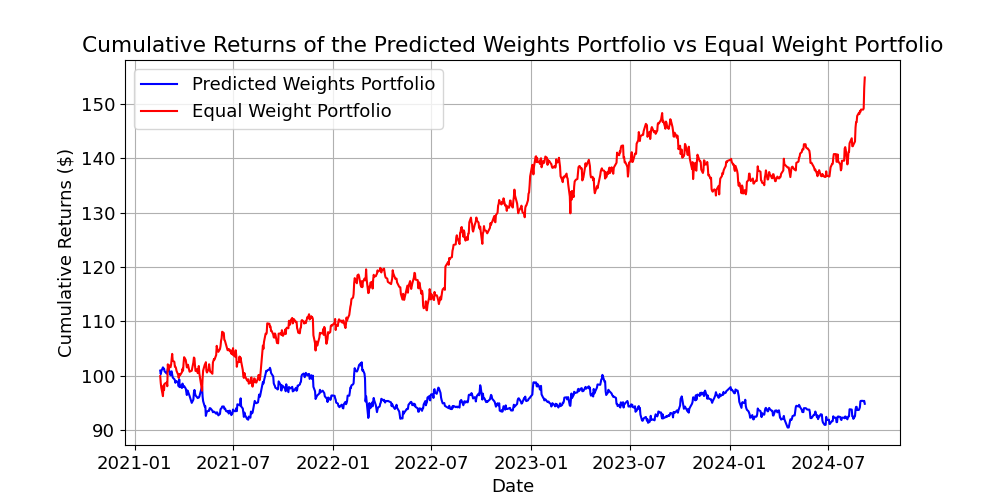 Cumulative Returns of the Predicted Weights Portfolio vs Equal Weight Portfolio
Predicted Weights Portfolio
Equal Weight Portfolio
Cumulative Returns ($)
150
140
130
120
110
100
90
2021-01 2021-07 2022-01 2022-07 2023-01 2023-07 2024-01 2024-07
Date